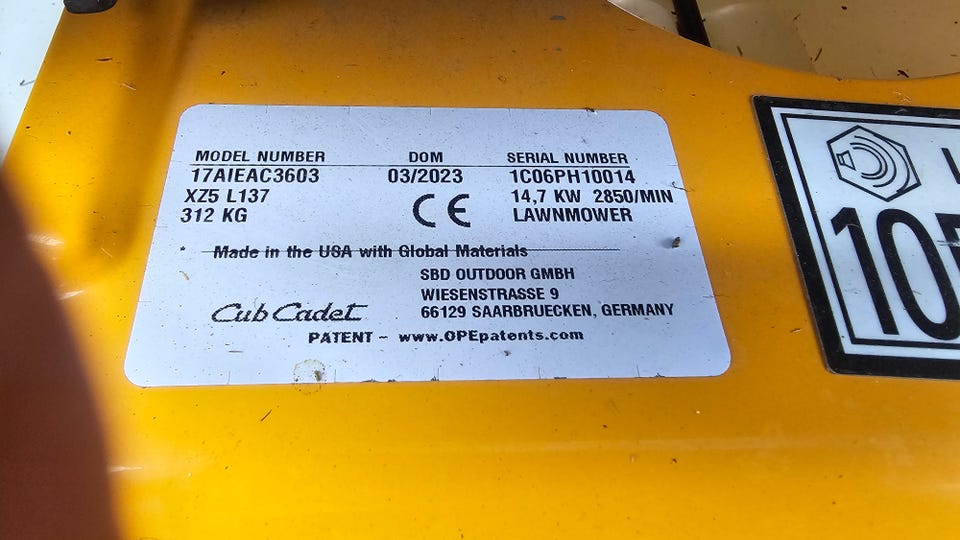 MODEL NUMBER DOM SERIAL NUMBER
17AIEAC3603 03/2023 1C06PH10014
XZ5 L137 14,7 KW 2850/MIN
312 KG CE LAWNMOWER
* Made in the USA with Global Materials
SBD OUTDOOR GMBH
WIESENSTRASSE 9
Cub Cadet 66129 SAARBRUECKEN, GERMANY
PATENT - www.OPEpatents.com
10